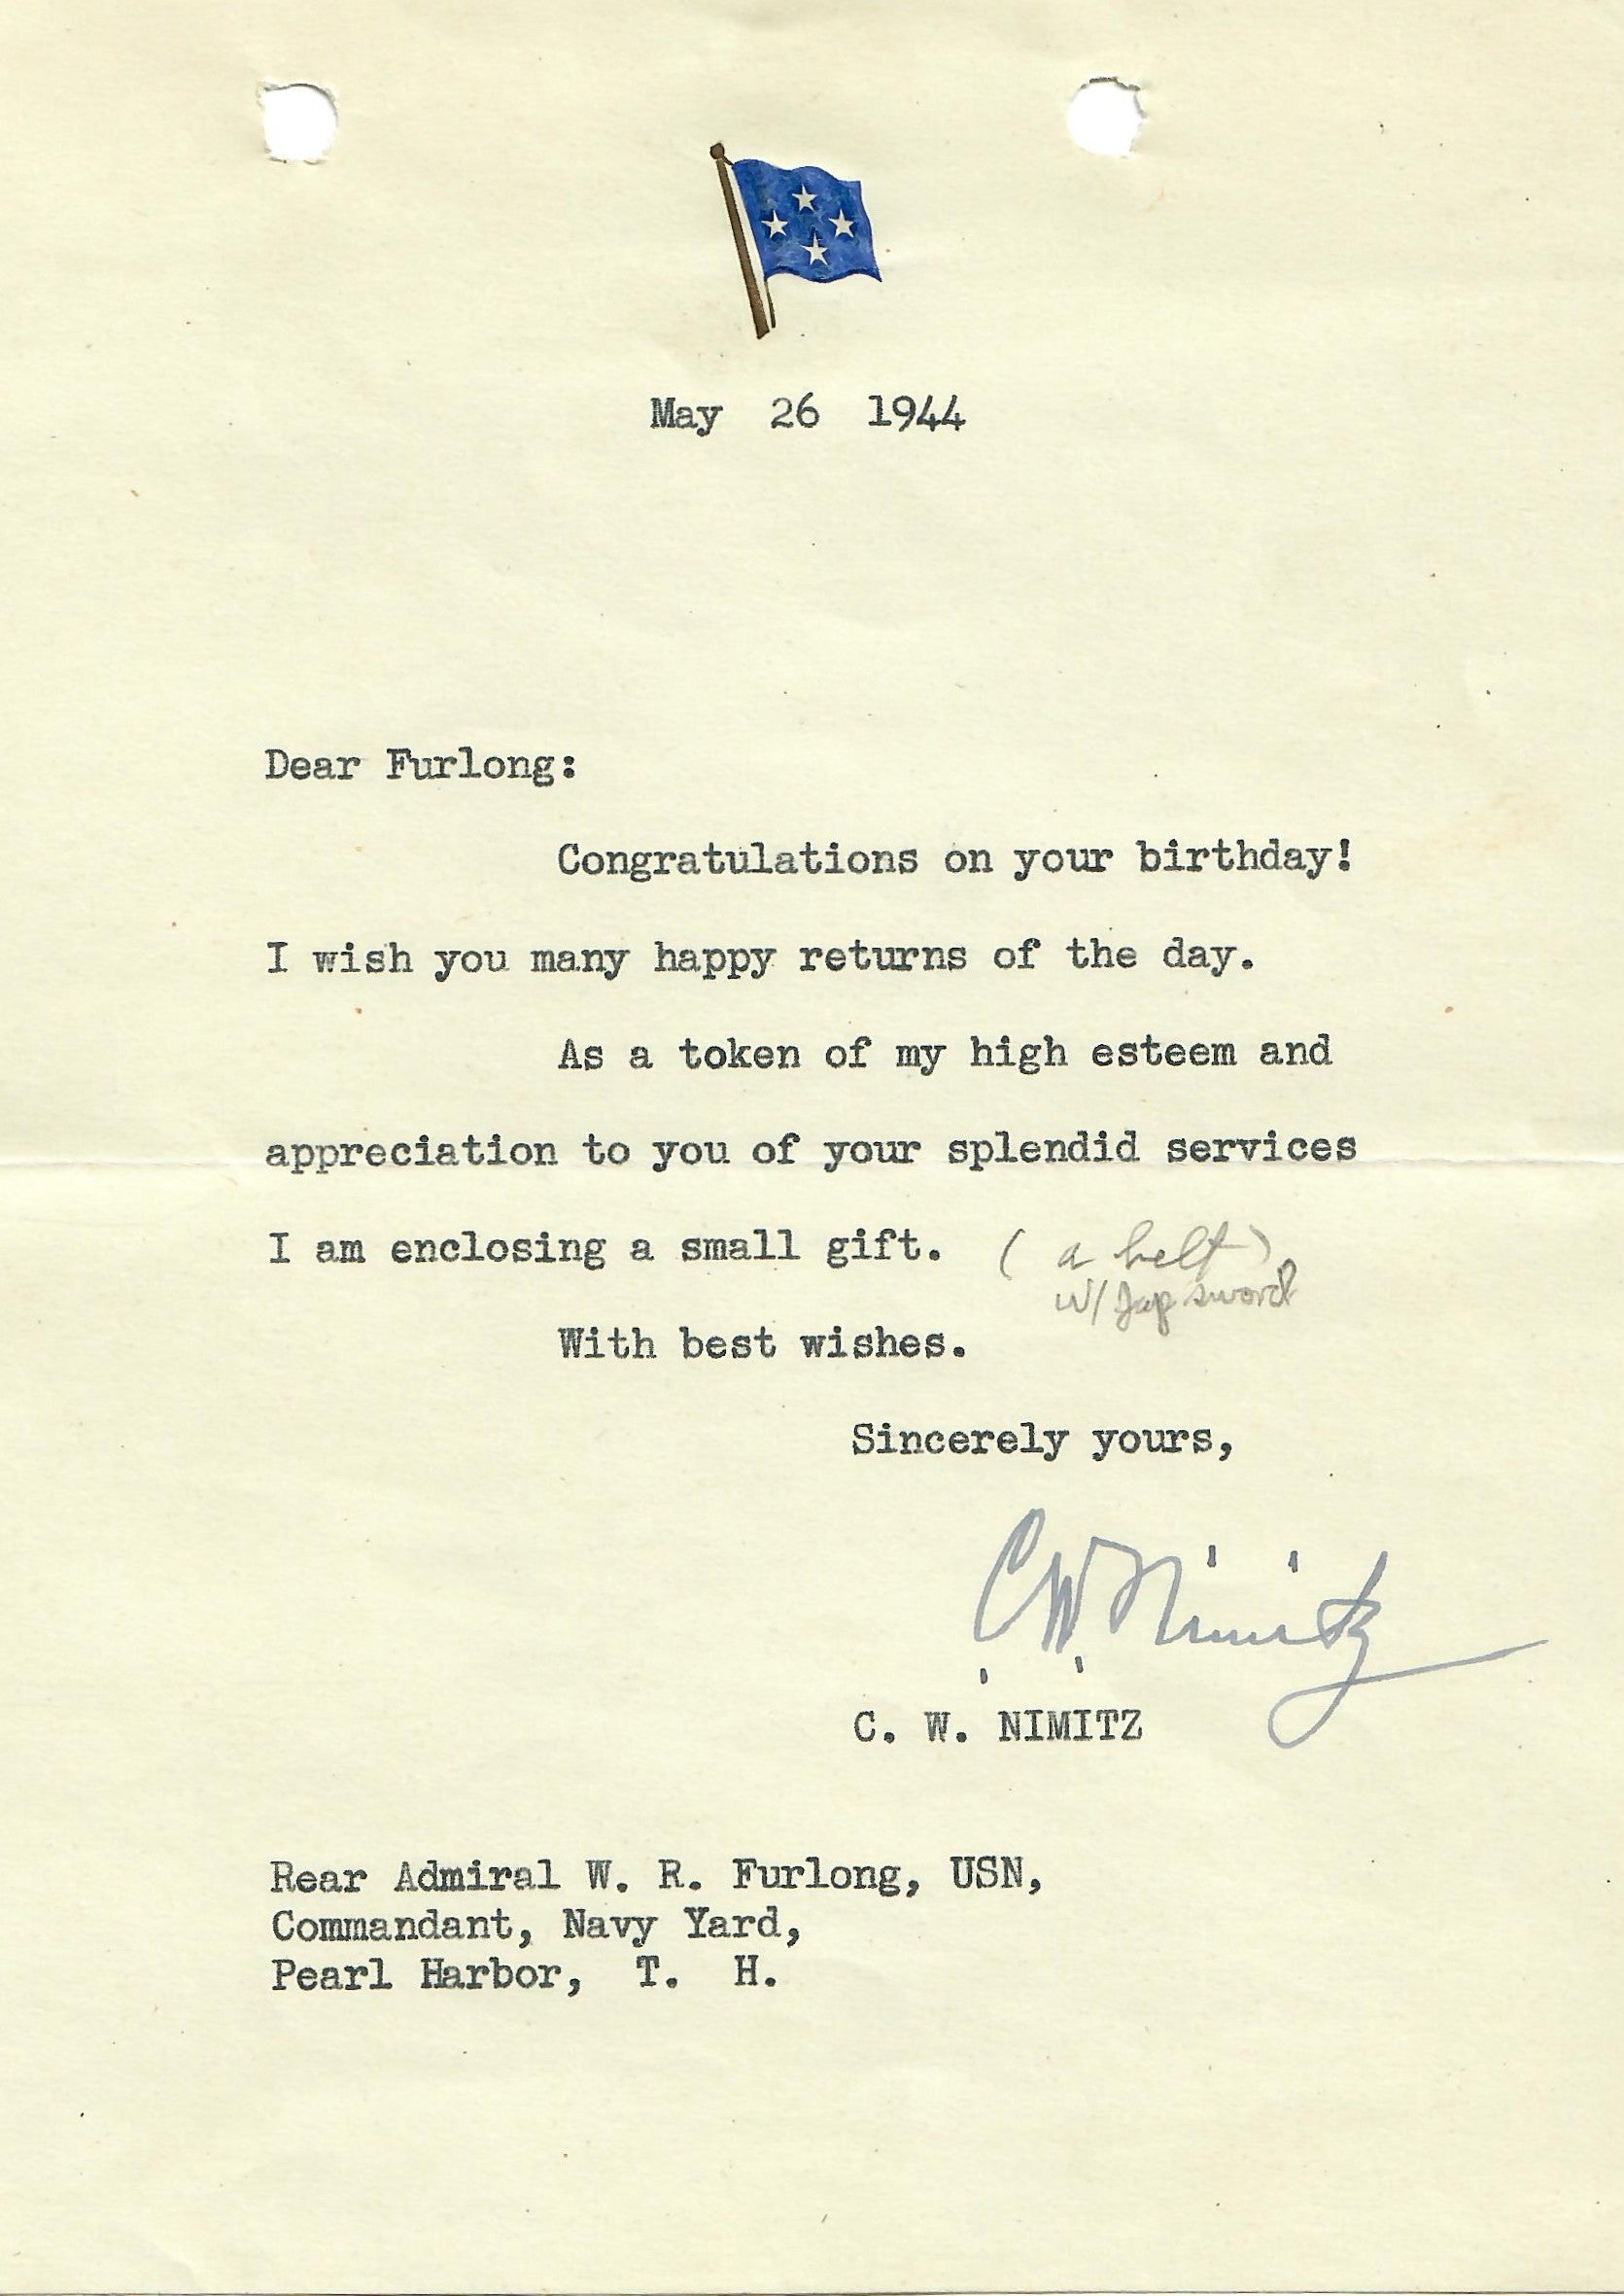 May 26 1944
Dear Furlong:
Congratulations on your birthday!
I wish you many happy returns of the day.
As a token of my high esteem and
appreciation to you of your splendid services
I am enclosing a small gift. ( a belt )
w/ Jap sword
With best wishes.
Sincerely yours,
C.W. Nimitz
C. W. NIMITZ
Rear Admiral W. R. Furlong, USN,
Commandant, Navy Yard,
Pearl Harbor, T. H.